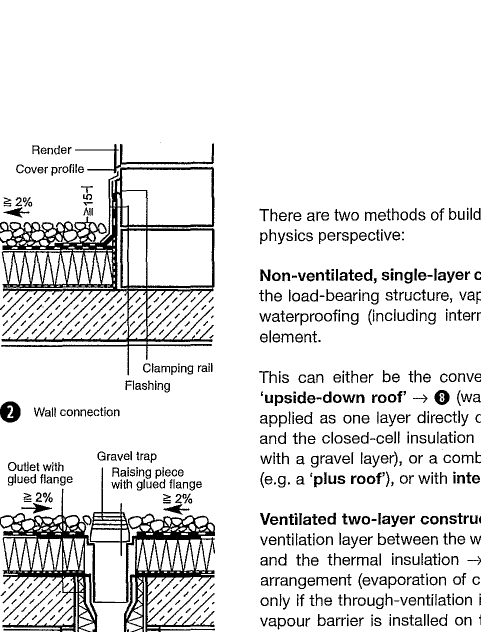 Render
Cover profile
≧ 2%
≧ 15
Clamping rail
Flashing
2 Wall connection
Gravel trap
Outlet with
glued flange
Raising piece
with glued flange
≧ 2%
≧ 2%
There are two methods of build
physics perspective:
Non-ventilated, single-layer c
the load-bearing structure, vap
waterproofing (including intern
element.
This can either be the conve
‘upside-down roof’ → 8 (wa
applied as one layer directly o
and the closed-cell insulation
with a gravel layer), or a comb
(e.g. a ‘plus roof’), or with inte
Ventilated two-layer constru
ventilation layer between the w
and the thermal insulation →
arrangement (evaporation of c
only if the through-ventilation i
vapour barrier is installed on t